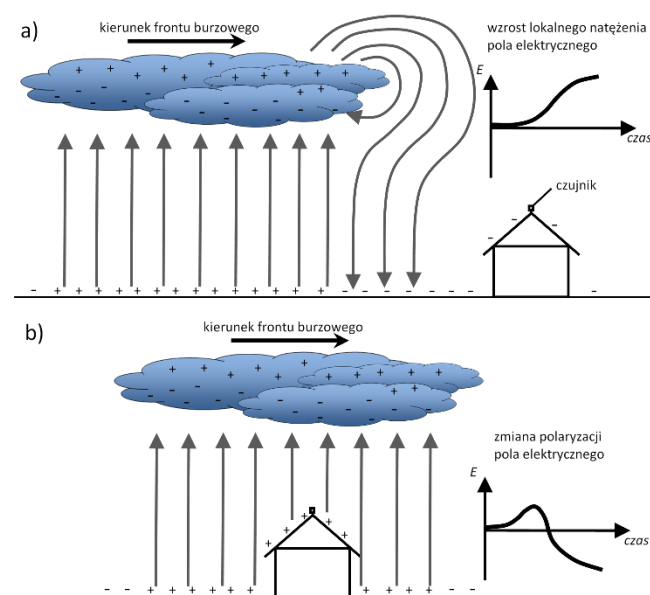 a)
kierunek frontu burzowego
wzrost lokalnego natężenia
pola elektrycznego
E
czas
czujnik
b)
kierunek frontu burzowego
zmiana polaryzacji
pola elektrycznego
E
czas